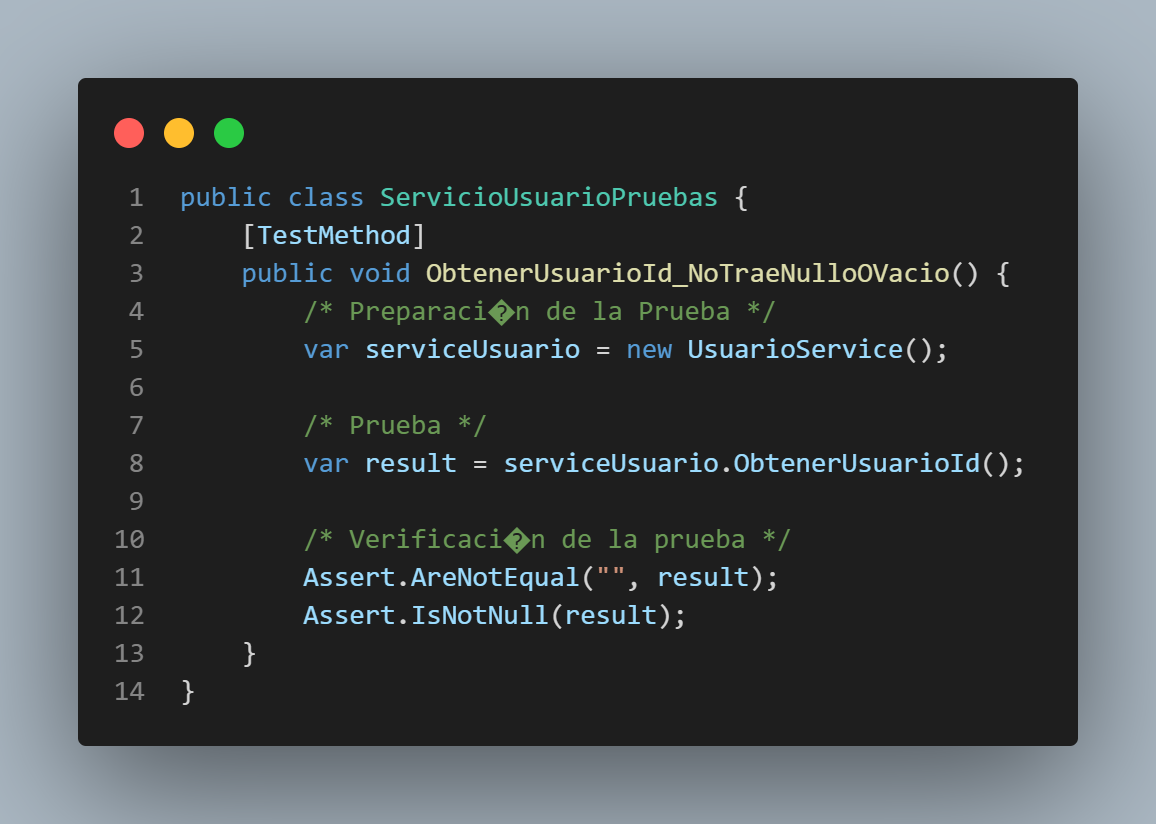 1 public class ServicioUsuarioPruebas {
2 [TestMethod]
3 public void ObtenerUsuarioId_NoTraeNulloOVacio() {
4 /* Preparaci�n de la Prueba */
5 var serviceUsuario = new UsuarioService();
6
7 /* Prueba */
8 var result = serviceUsuario.ObtenerUsuarioId();
9
10 /* Verificaci�n de la prueba */
11 Assert.AreNotEqual("", result);
12 Assert.IsNotNull(result);
13 }
14 }